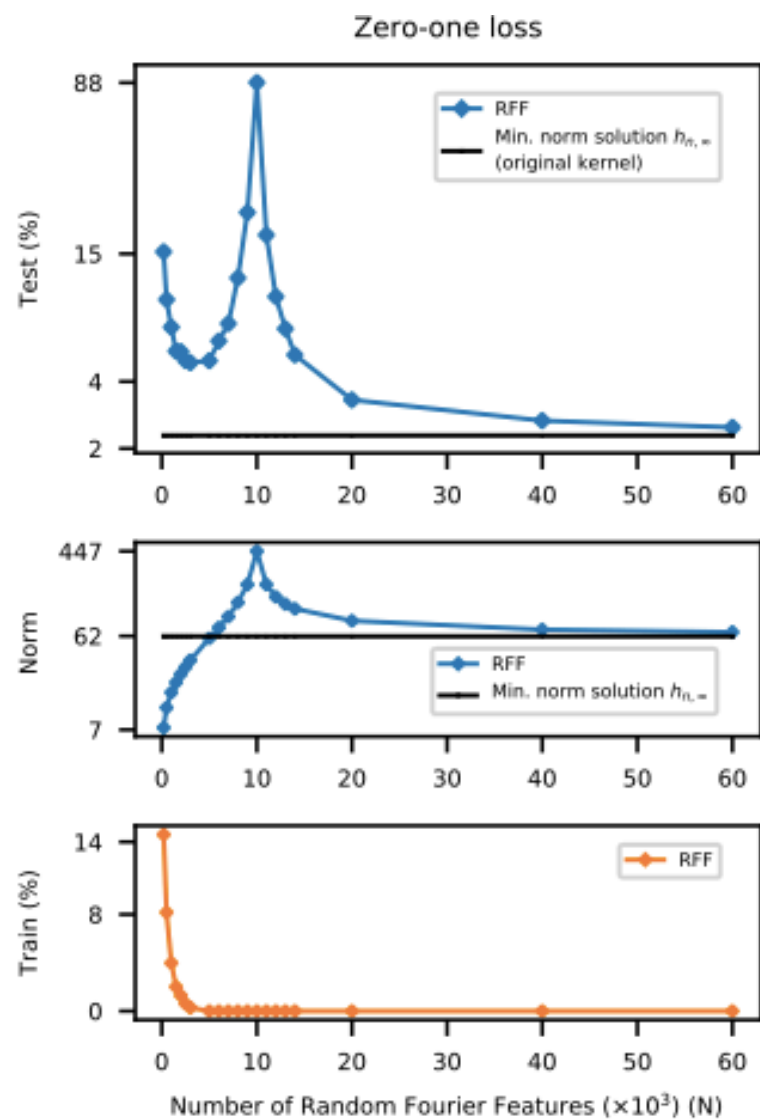 Zero-one loss
88
15
4
2
Test (%)
RFF
Min. norm solution h_{n,∞}
(original kernel)
0 10 20 30 40 50 60
447
62
7
Norm
RFF
Min. norm solution h_{n,∞}
0 10 20 30 40 50 60
14
8
0
Train (%)
RFF
0 10 20 30 40 50 60
Number of Random Fourier Features (×10³) (N)